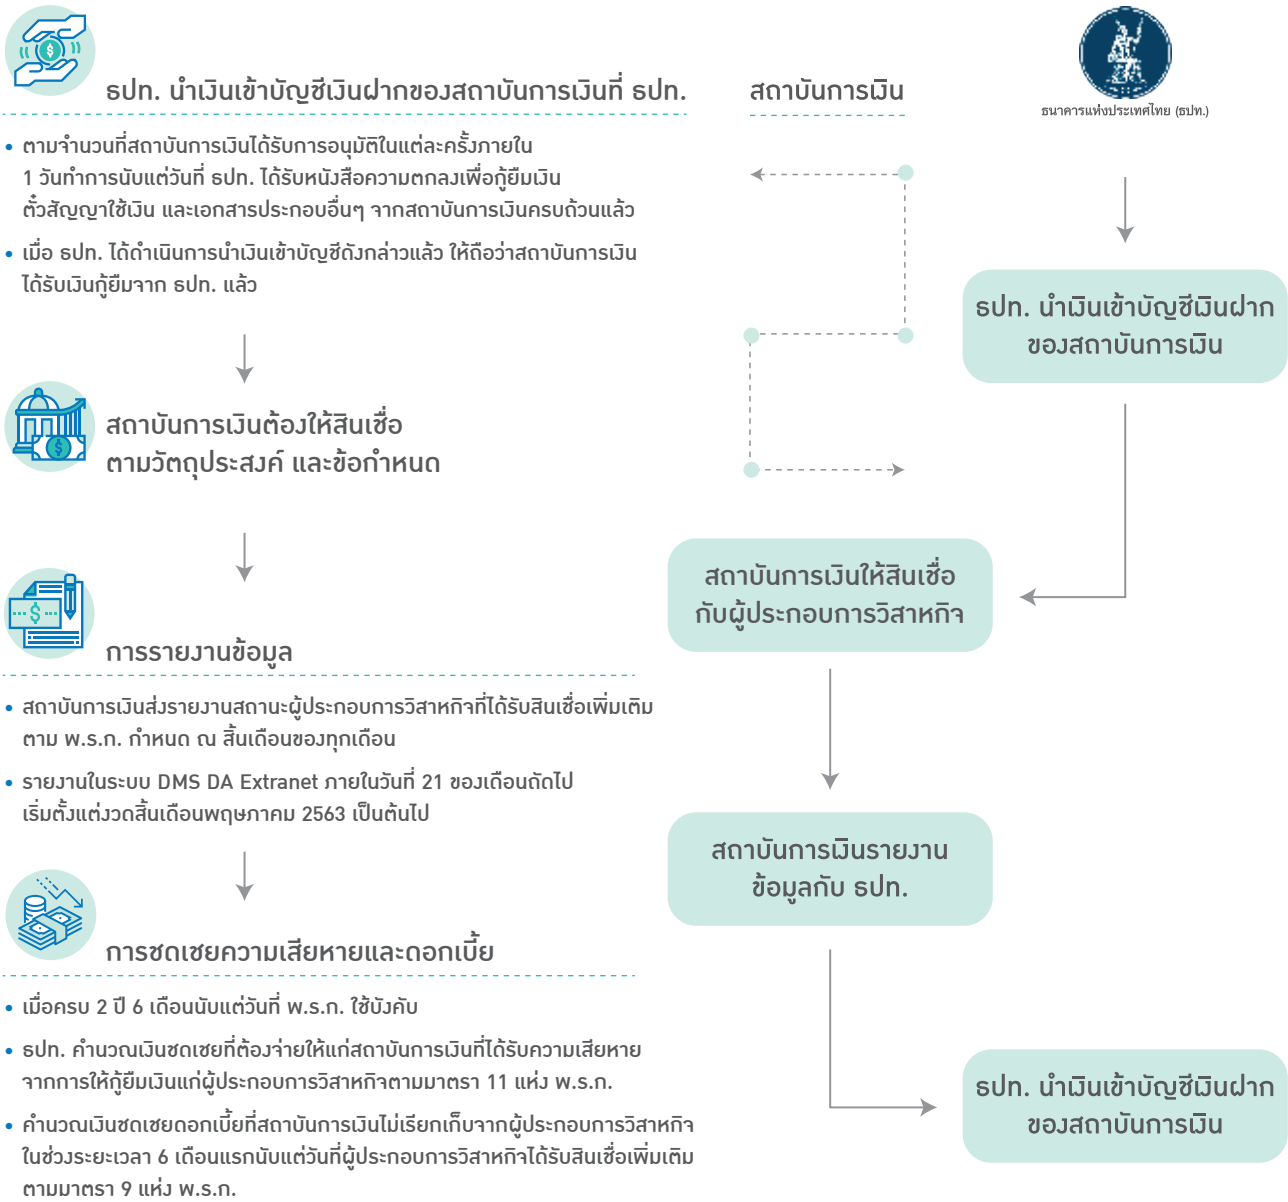 ธปท. นำเงินเข้าบัญชีเงินฝากของสถาบันการเงินที่ ธปท.
ตามจำนวนที่สถาบันการเงินได้รับการอนุมัติในแต่ละครั้งภายใน
1 วันทำการนับแต่วันที่ ธปท. ได้รับหนังสือความตกลงเพื่อกู้ยืมเงิน
ตั๋วสัญญาใช้เงิน และเอกสารประกอบอื่นๆ จากสถาบันการเงินครบถ้วนแล้ว
เมื่อ ธปท. ได้ดำเนินการนำเงินเข้าบัญชีดังกล่าวแล้ว ให้ถือว่าสถาบันการเงิน
ได้รับเงินกู้ยืมจาก ธปท. แล้ว
สถาบันการเงินต้องให้สินเชื่อ
ตามวัตถุประสงค์ และข้อกำหนด
การรายงานข้อมูล
สถาบันการเงินส่งรายงานสถานะผู้ประกอบการวิสาหกิจที่ได้รับสินเชื่อเพิ่มเติม
ตาม พ.ร.ก. กำหนด ณ สิ้นเดือนของทุกเดือน
รายงานในระบบ DMS DA Extranet ภายในวันที่ 21 ของเดือนถัดไป
เริ่มตั้งแต่งวดสิ้นเดือนพฤษภาคม 2563 เป็นต้นไป
การชดเชยความเสียหายและดอกเบี้ย
เมื่อครบ 2 ปี 6 เดือนนับแต่วันที่ พ.ร.ก. ใช้บังคับ
ธปท. คำนวณเงินชดเชยที่ต้องจ่ายให้แก่สถาบันการเงินที่ได้รับความเสียหาย
จากการให้กู้ยืมเงินแก่ผู้ประกอบการวิสาหกิจตามมาตรา 11 แห่ง พ.ร.ก.
คำนวณเงินชดเชยดอกเบี้ยที่สถาบันการเงินไม่เรียกเก็บจากผู้ประกอบการวิสาหกิจ
ในช่วงระยะเวลา 6 เดือนแรกนับแต่วันที่ผู้ประกอบการวิสาหกิจได้รับสินเชื่อเพิ่มเติม
ตามมาตรา 9 แห่ง พ.ร.ก.
สถาบันการเงิน
ธนาคารแห่งประเทศไทย (ธปท.)
ธปท. นำเงินเข้าบัญชีเงินฝาก
ของสถาบันการเงิน
สถาบันการเงินให้สินเชื่อ
กับผู้ประกอบการวิสาหกิจ
สถาบันการเงินรายงาน
ข้อมูลกับ ธปท.
ธปท. นำเงินเข้าบัญชีเงินฝาก
ของสถาบันการเงิน